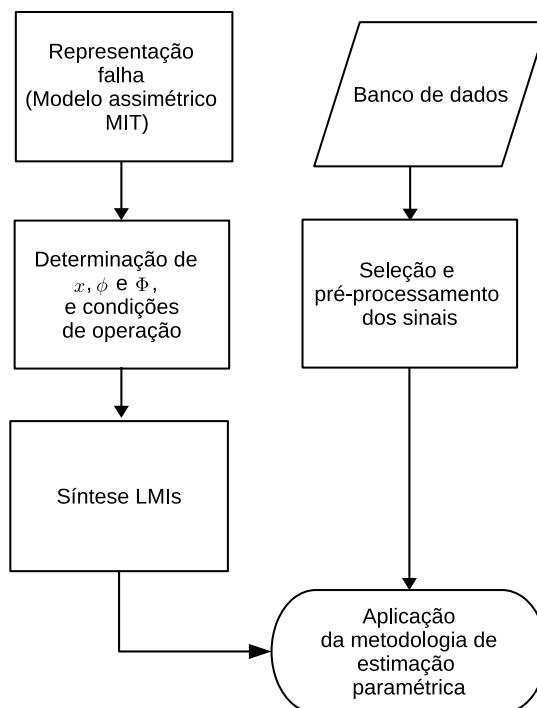 Representação
falha
(Modelo assimétrico
MIT)
Banco de dados
Determinação de
x, ϕ e Φ,
e condições
de operação
Seleção e
pré-processamento
dos sinais
Síntese LMIs
Aplicação
da metodologia de
estimação
paramétrica